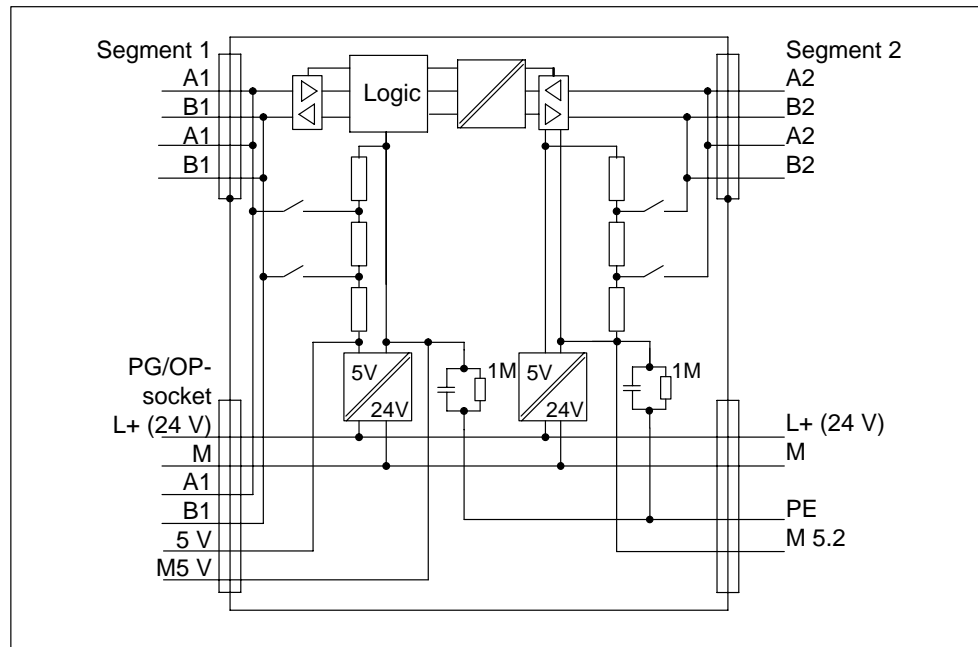 Segment 1
A1
B1
A1
B1
Logic
Segment 2
A2
B2
A2
B2
PG/OP-
socket
L+ (24 V)
M
A1
B1
5 V
M5 V
5V
24V
1M
5V
24V
1M
L+ (24 V)
M
PE
M 5.2